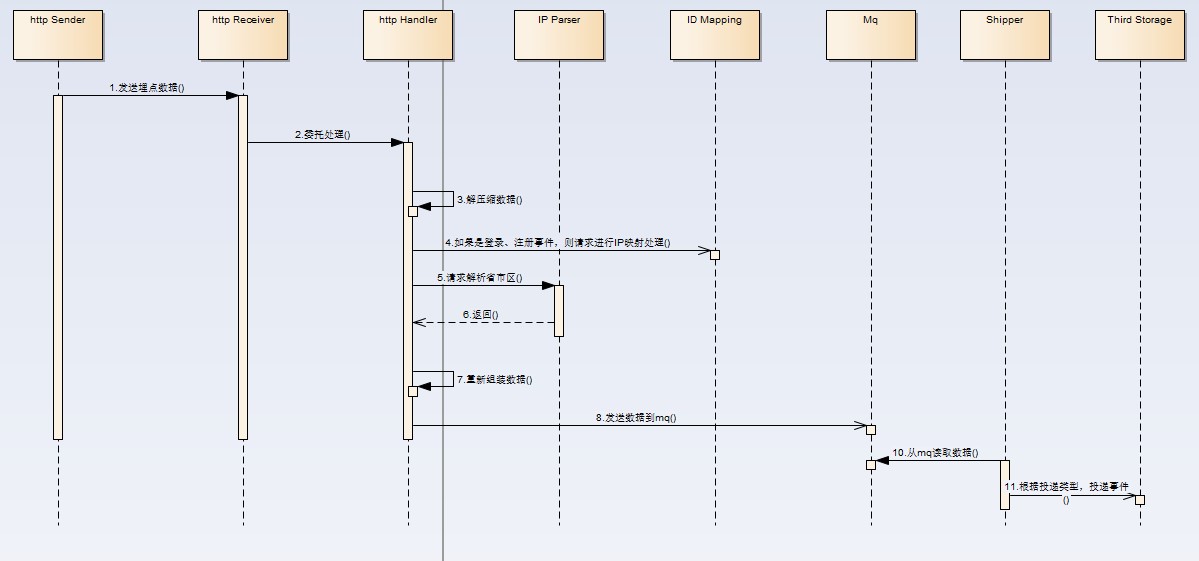 http Sender
http Receiver
http Handler
IP Parser
ID Mapping
Mq
Shipper
Third Storage
1.发送埋点数据()
2.委托处理()
3.解压缩数据()
4.如果是登录、注册事件，则请求进行IP映射处理()
5.请求解析省市区()
6.返回()
7.重新组装数据()
8.发送数据到mq()
10.从mq读取数据()
11.根据投递类型，投递事件
()